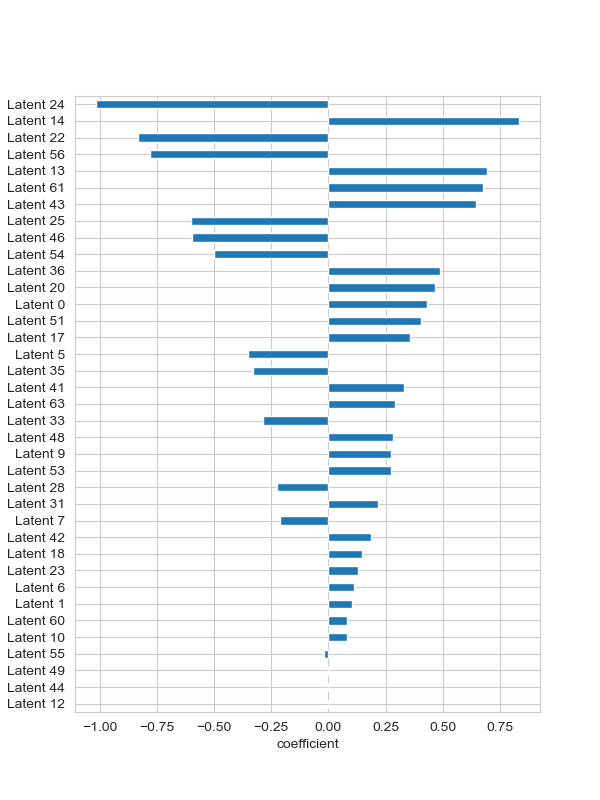 Latent 24
Latent 14
Latent 22
Latent 56
Latent 13
Latent 61
Latent 43
Latent 25
Latent 46
Latent 54
Latent 36
Latent 20
Latent 0
Latent 51
Latent 17
Latent 5
Latent 35
Latent 41
Latent 63
Latent 33
Latent 48
Latent 9
Latent 53
Latent 28
Latent 31
Latent 7
Latent 42
Latent 18
Latent 23
Latent 6
Latent 1
Latent 60
Latent 10
Latent 55
Latent 49
Latent 44
Latent 12
−1.00 −0.75 −0.50 −0.25 0.00 0.25 0.50 0.75
coefficient